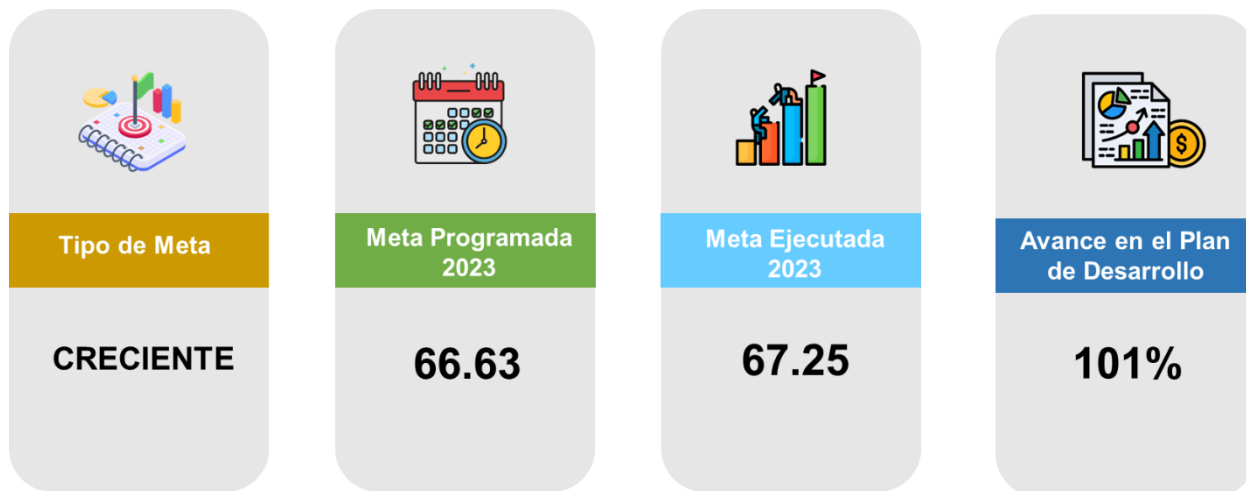 Tipo de Meta
CRECIENTE
Meta Programada
2023
66.63
Meta Ejecutada
2023
67.25
Avance en el Plan
de Desarrollo
101%